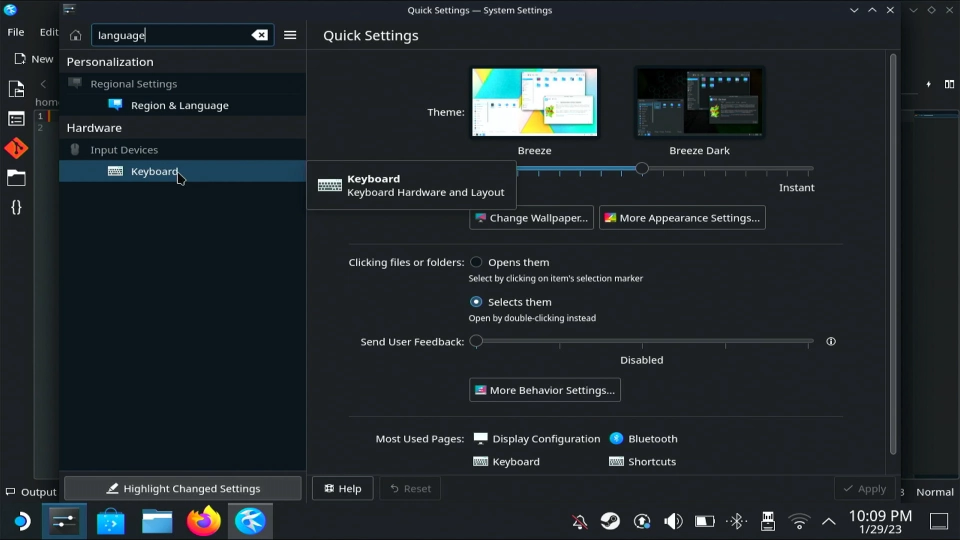 Quick Settings — System Settings
File
Edit
language
Quick Settings
New
Personalization
Regional Settings
Region & Language
Hardware
Input Devices
Keyboard
home
1
2
{}
Theme:
Breeze
Breeze Dark
Keyboard
Keyboard Hardware and Layout
Instant
Change Wallpaper...
More Appearance Settings...
Clicking files or folders:
Opens them
Select by clicking on item's selection marker
Selects them
Open by double-clicking instead
Send User Feedback:
Disabled
More Behavior Settings...
Most Used Pages:
Display Configuration
Bluetooth
Keyboard
Shortcuts
Highlight Changed Settings
Help
Reset
Apply
Output
Normal
10:09 PM
1/29/23